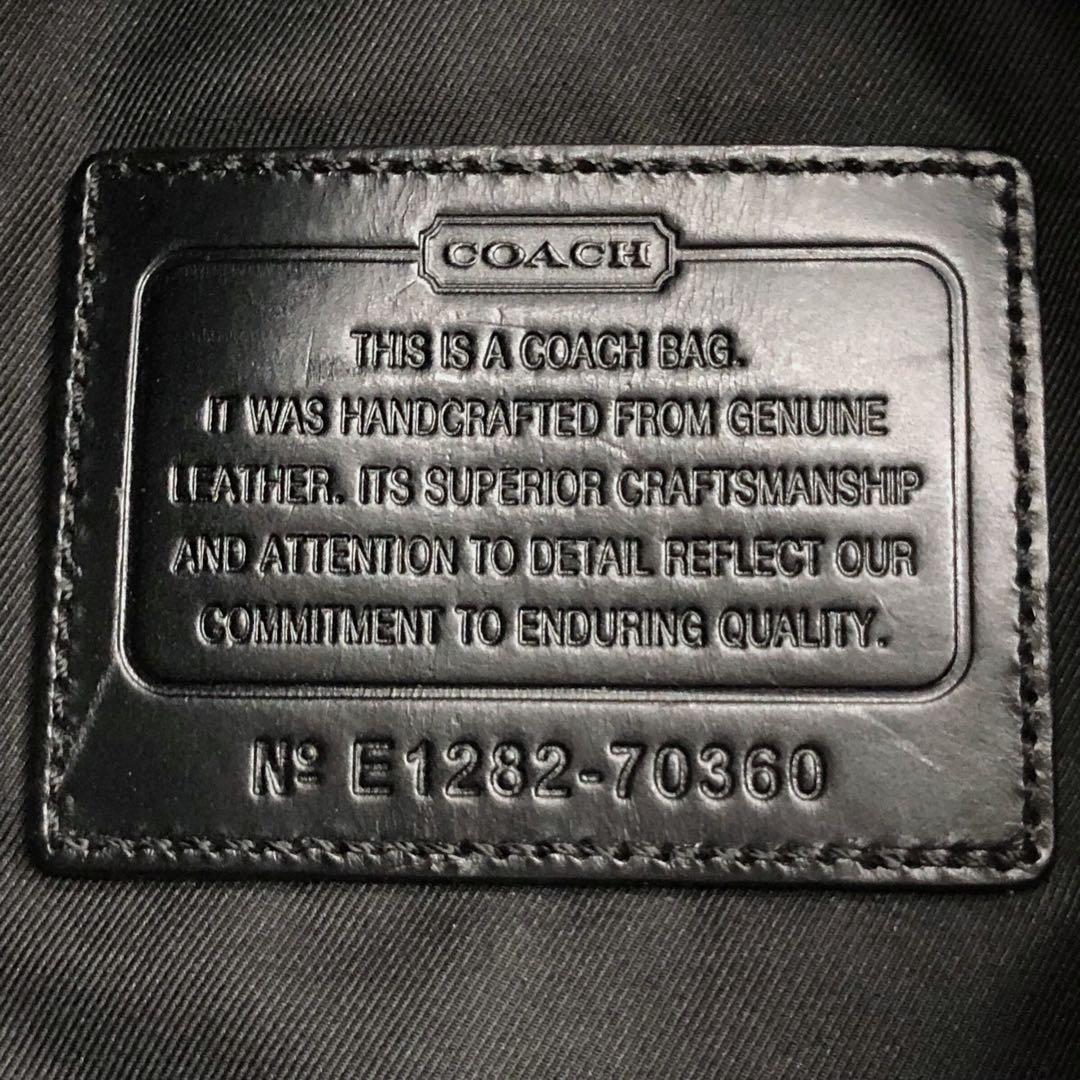 COACH
THIS IS A COACH BAG.
IT WAS HANDCRAFTED FROM GENUINE
LEATHER. ITS SUPERIOR CRAFTSMANSHIP
AND ATTENTION TO DETAIL REFLECT OUR
COMMITMENT TO ENDURING QUALITY.
Nº E1282-70360